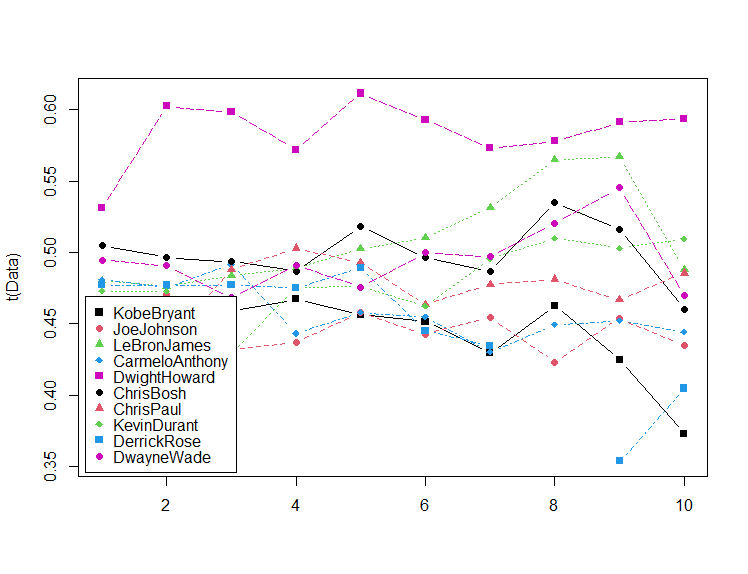 0.60
0.55
0.50
0.45
0.40
0.35
t(Data)
KobeBryant
JoeJohnson
LeBronJames
CarmeloAnthony
DwightHoward
ChrisBosh
ChrisPaul
KevinDurant
DerrickRose
DwayneWade
2 4 6 8 10